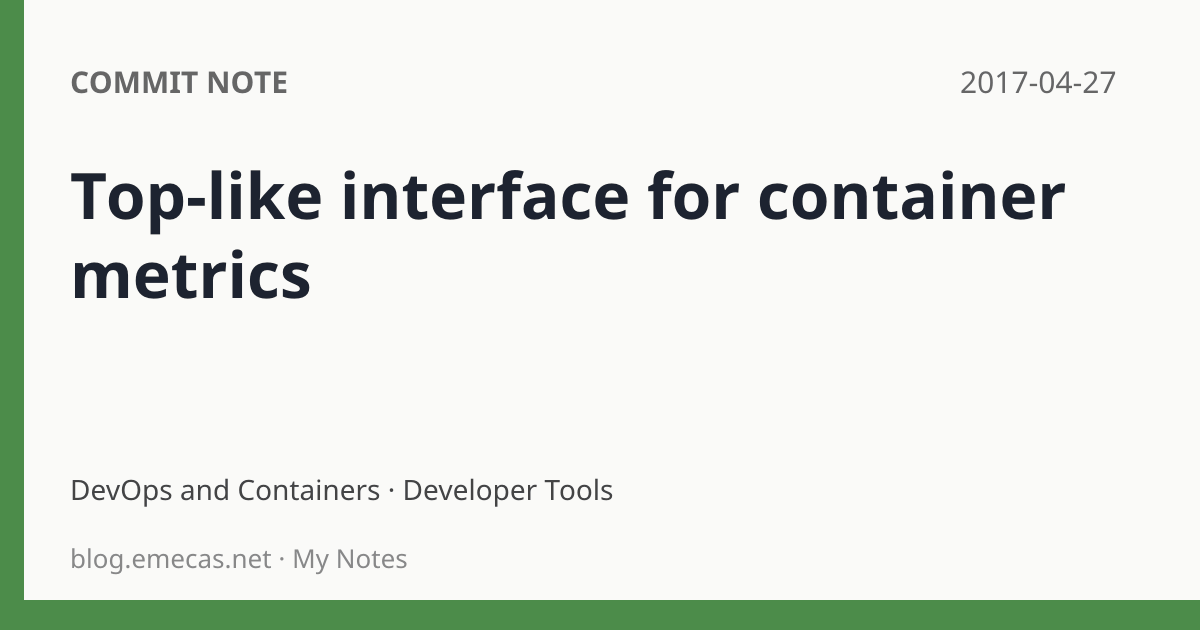 COMMIT NOTE
2017-04-27
Top-like interface for container
metrics
DevOps and Containers · Developer Tools
blog.emecas.net · My Notes